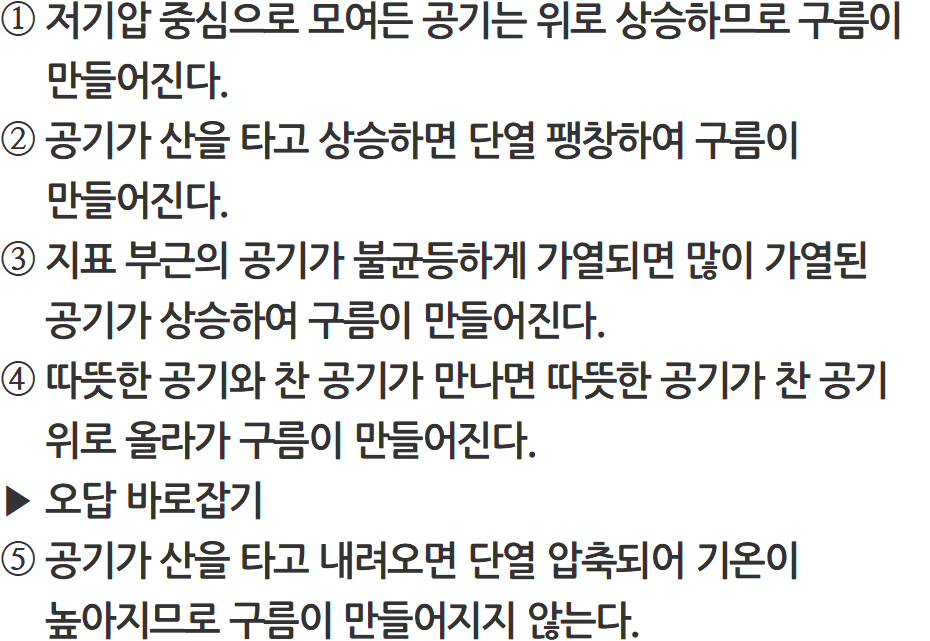 ① 저기압 중심으로 모여든 공기는 위로 상승하므로 구름이
만들어진다.
② 공기가 산을 타고 상승하면 단열 팽창하여 구름이
만들어진다.
③ 지표 부근의 공기가 불균등하게 가열되면 많이 가열된
공기가 상승하여 구름이 만들어진다.
④ 따뜻한 공기와 찬 공기가 만나면 따뜻한 공기가 찬 공기
위로 올라가 구름이 만들어진다.
▶ 오답 바로잡기
⑤ 공기가 산을 타고 내려오면 단열 압축되어 기온이
높아지므로 구름이 만들어지지 않는다.